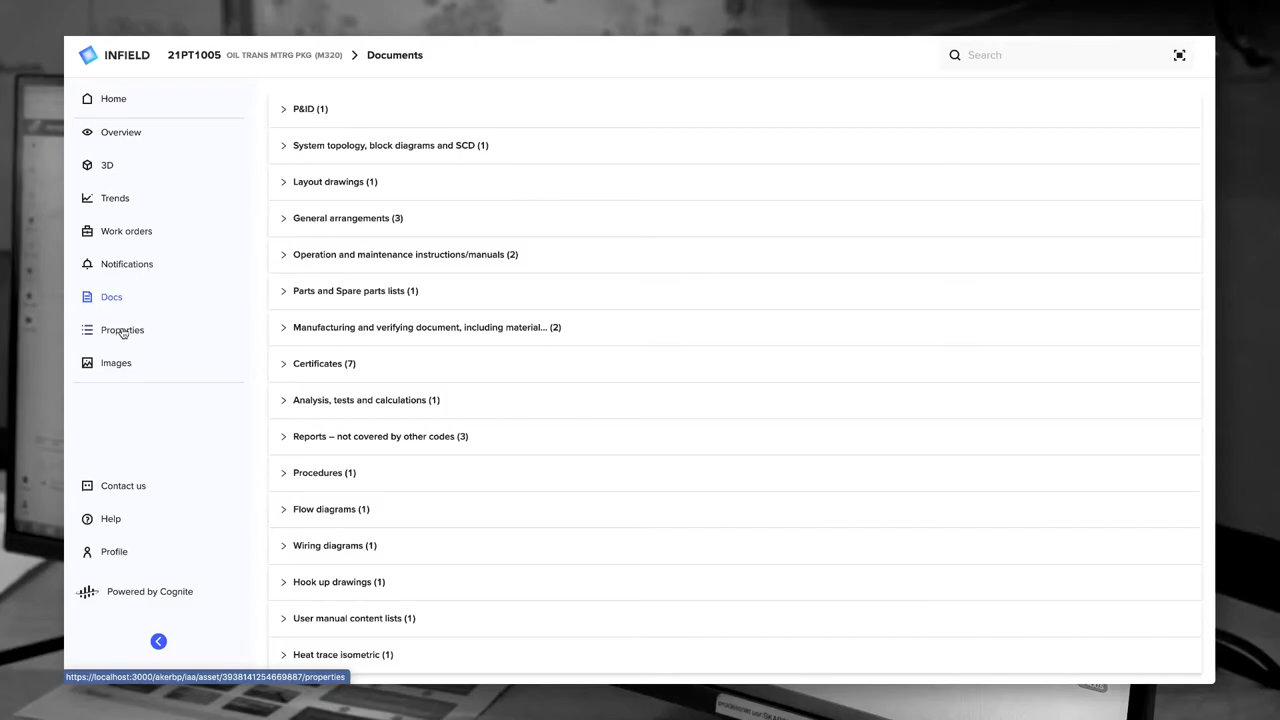 INFIELD
21PT1005 OIL TRANS MTRG PKG (M320) Documents
Search
Home
Overview
3D
Trends
Work orders
Notifications
Docs
Properties
Images
Contact us
Help
Profile
Powered by Cognite
P&ID (1)
System topology, block diagrams and SCD (1)
Layout drawings (1)
General arrangements (3)
Operation and maintenance instructions/manuals (2)
Parts and Spare parts lists (1)
Manufacturing and verifying document, including material... (2)
Certificates (7)
Analysis, tests and calculations (1)
Reports – not covered by other codes (3)
Procedures (1)
Flow diagrams (1)
Wiring diagrams (1)
Hook up drawings (1)
User manual content lists (1)
Heat trace isometric (1)
https://localhost:3000/akerbp/iaa/asset/3938141254669887/properties